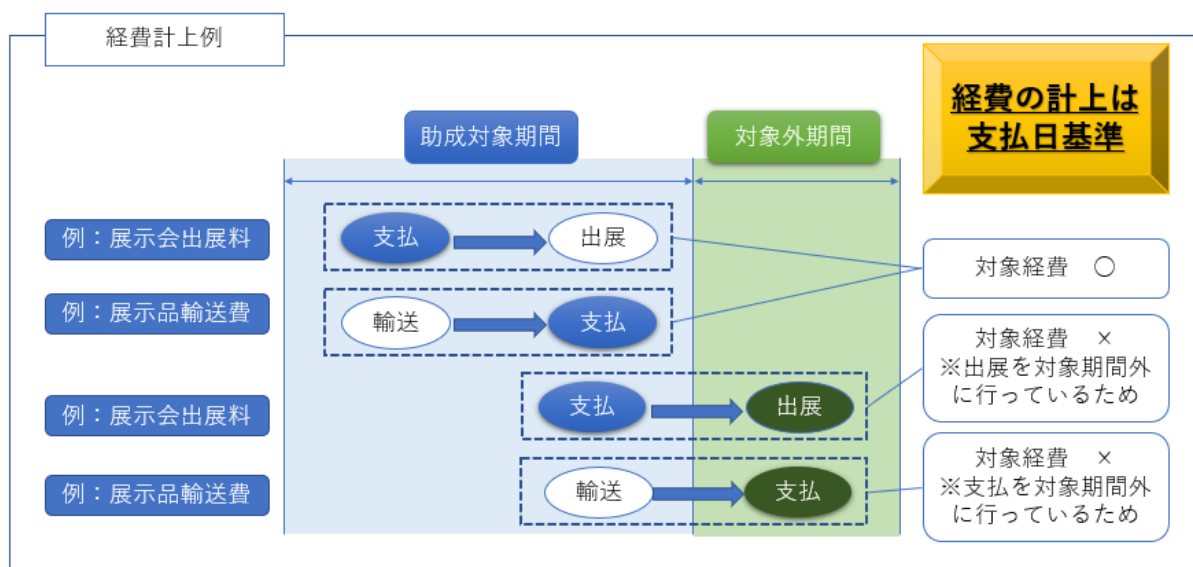 経費計上例
経費の計上は
支払日基準
助成対象期間
対象外期間
例：展示会出展料
支払
出展
対象経費　〇
例：展示品輸送費
輸送
支払
例：展示会出展料
支払
出展
対象経費　×
※出展を対象期間外
に行っているため
例：展示品輸送費
輸送
支払
対象経費　×
※支払を対象期間外
に行っているため